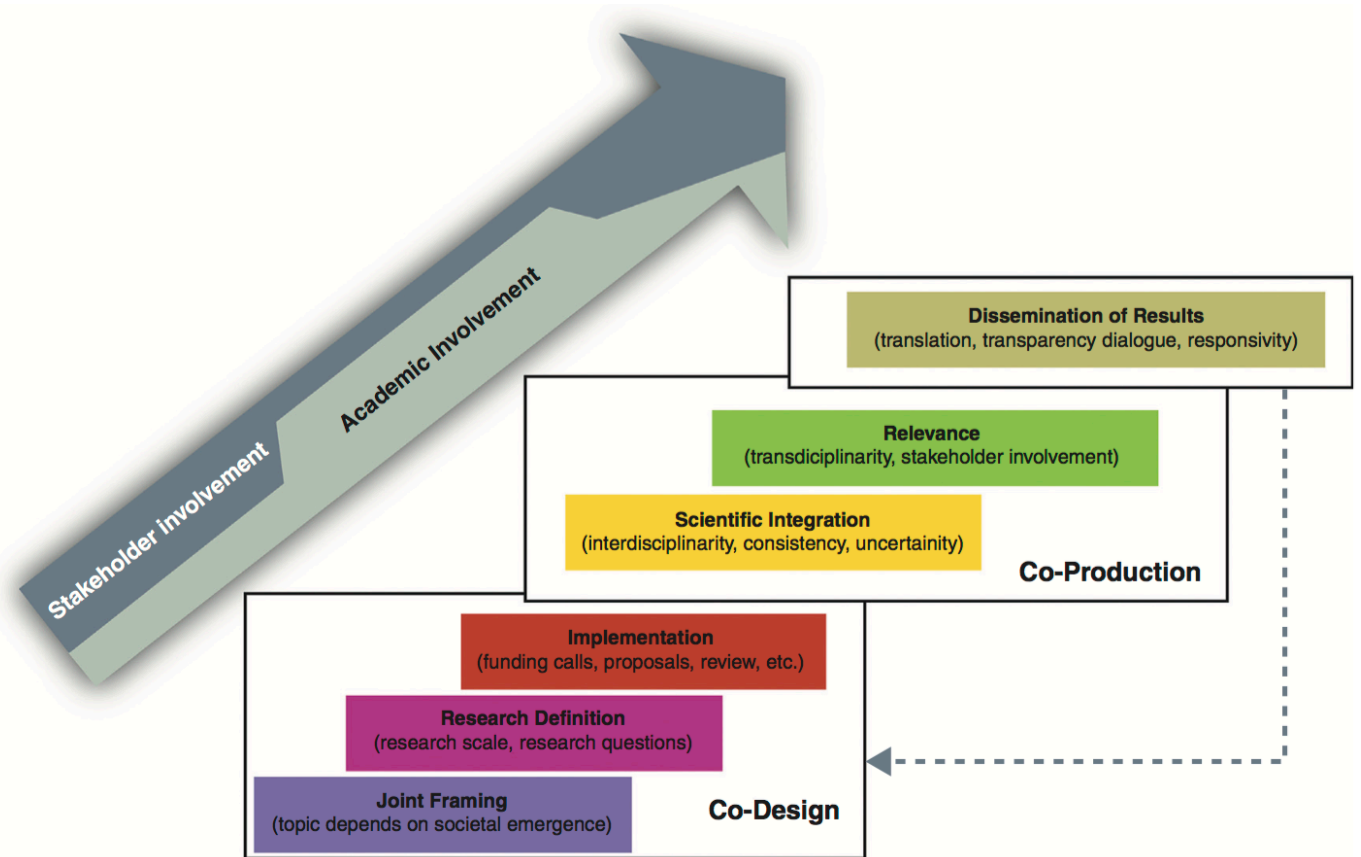 Stakeholder involvement
Academic Involvement
Dissemination of Results
(translation, transparency dialogue, responsivity)
Relevance
(transdiciplinarity, stakeholder involvement)
Scientific Integration
(interdisciplinarity, consistency, uncertainity)
Co-Production
Implementation
(funding calls, proposals, review, etc.)
Research Definition
(research scale, research questions)
Joint Framing
(topic depends on societal emergence)
Co-Design